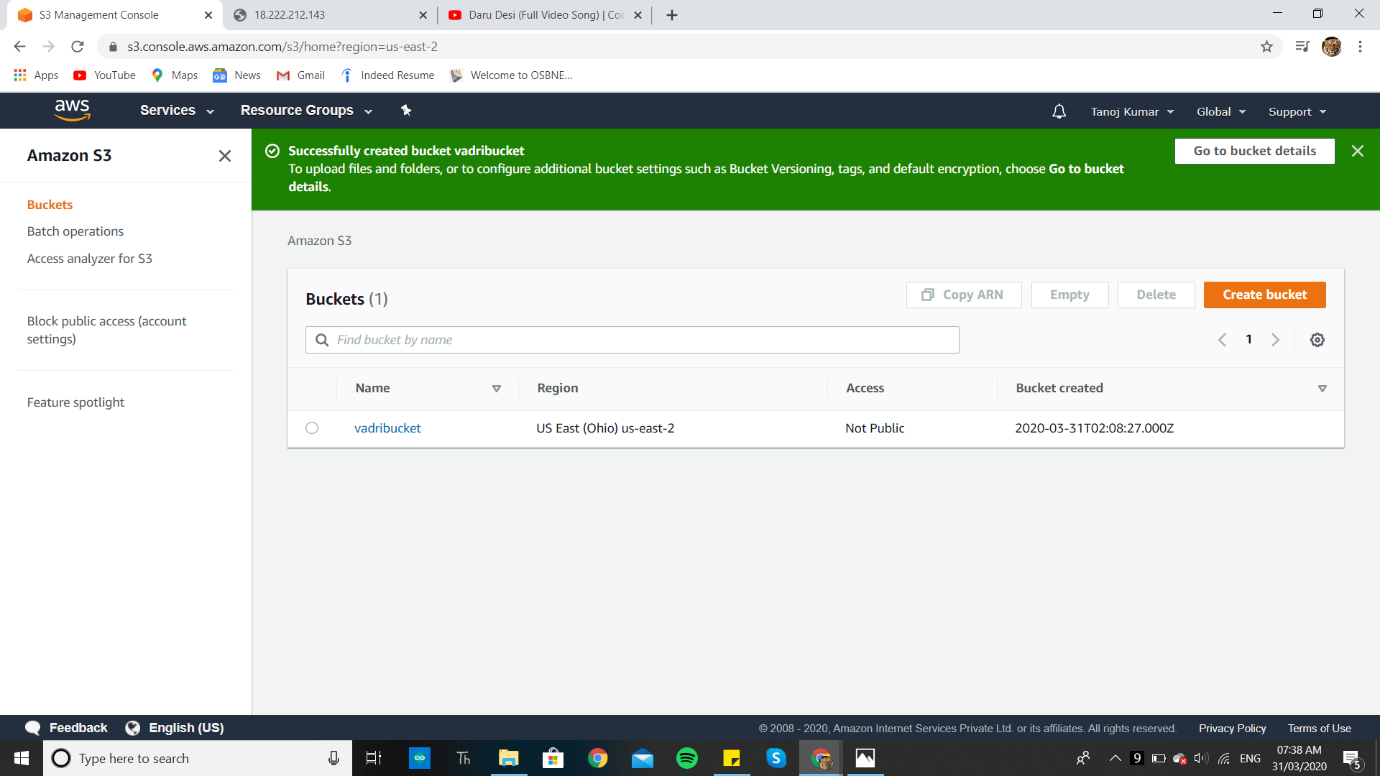 S3 Management Console
18.222.212.143
Daru Desi (Full Video Song) | Coc
s3.console.aws.amazon.com/s3/home?region=us-east-2
Apps YouTube Maps News Gmail Indeed Resume Welcome to OSBNE...
aws Services Resource Groups Tanoj Kumar Global Support
Amazon S3
Buckets
Batch operations
Access analyzer for S3
Block public access (account
settings)
Feature spotlight
Successfully created bucket vadribucket
To upload files and folders, or to configure additional bucket settings such as Bucket Versioning, tags, and default encryption, choose Go to bucket
details.
Go to bucket details
Amazon S3
Buckets (1)
Copy ARN Empty Delete Create bucket
Find bucket by name
1
Name Region Access Bucket created
vadribucket US East (Ohio) us-east-2 Not Public 2020-03-31T02:08:27.000Z
Feedback English (US) © 2008 - 2020, Amazon Internet Services Private Ltd. or its affiliates. All rights reserved. Privacy Policy Terms of Use
Type here to search
Th
S
9
ENG
07:38 AM
31/03/2020
5